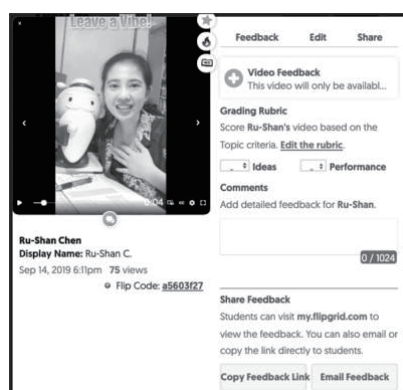 Leave a Vibe!
:04
Ru-Shan Chen
Display Name: Ru-Shan C.
Sep 14, 2019 6:11pm 75 views
Flip Code: a5603f27
Feedback Edit Share
Video Feedback
This video will only be availabl...
Grading Rubric
Score Ru-Shan's video based on the
Topic criteria. Edit the rubric.
Ideas Performance
Comments
Add detailed feedback for Ru-Shan.
0 / 1024
Share Feedback
Students can visit my.flipgrid.com to
view the feedback. You can also email or
copy the link directly to students.
Copy Feedback Link Email Feedback